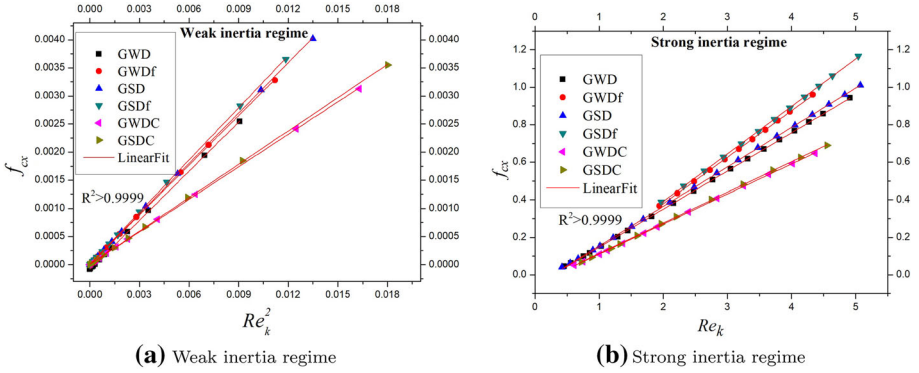 0.000 0.003 0.006 0.009 0.012 0.015 0.018
Weak inertia regime
0.0040
0.0035
0.0030
0.0025
0.0020
0.0015
0.0010
0.0005
0.0000
f_cx
GWD
GWDf
GSD
GSDf
GWDC
GSDC
LinearFit
R²>0.9999
0.000 0.003 0.006 0.009 0.012 0.015 0.018
Re_k^2
(a) Weak inertia regime
0 1 2 3 4 5
Strong inertia regime
1.2
1.0
0.8
0.6
0.4
0.2
0.0
f_cx
GWD
GWDf
GSD
GSDf
GWDC
GSDC
LinearFit
R²>0.9999
0 1 2 3 4 5
Re_k
(b) Strong inertia regime